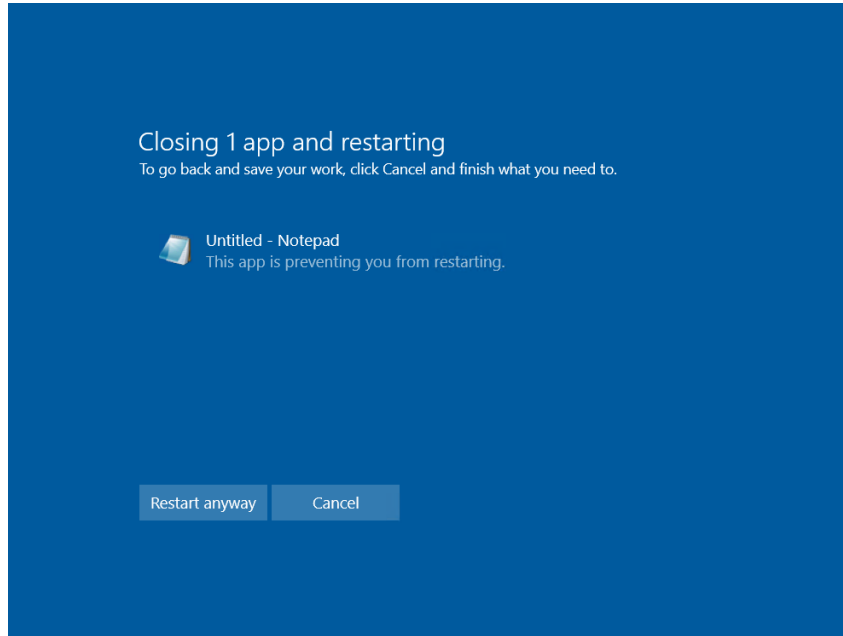 Closing 1 app and restarting
To go back and save your work, click Cancel and finish what you need to.
Untitled - Notepad
This app is preventing you from restarting.
Restart anyway
Cancel